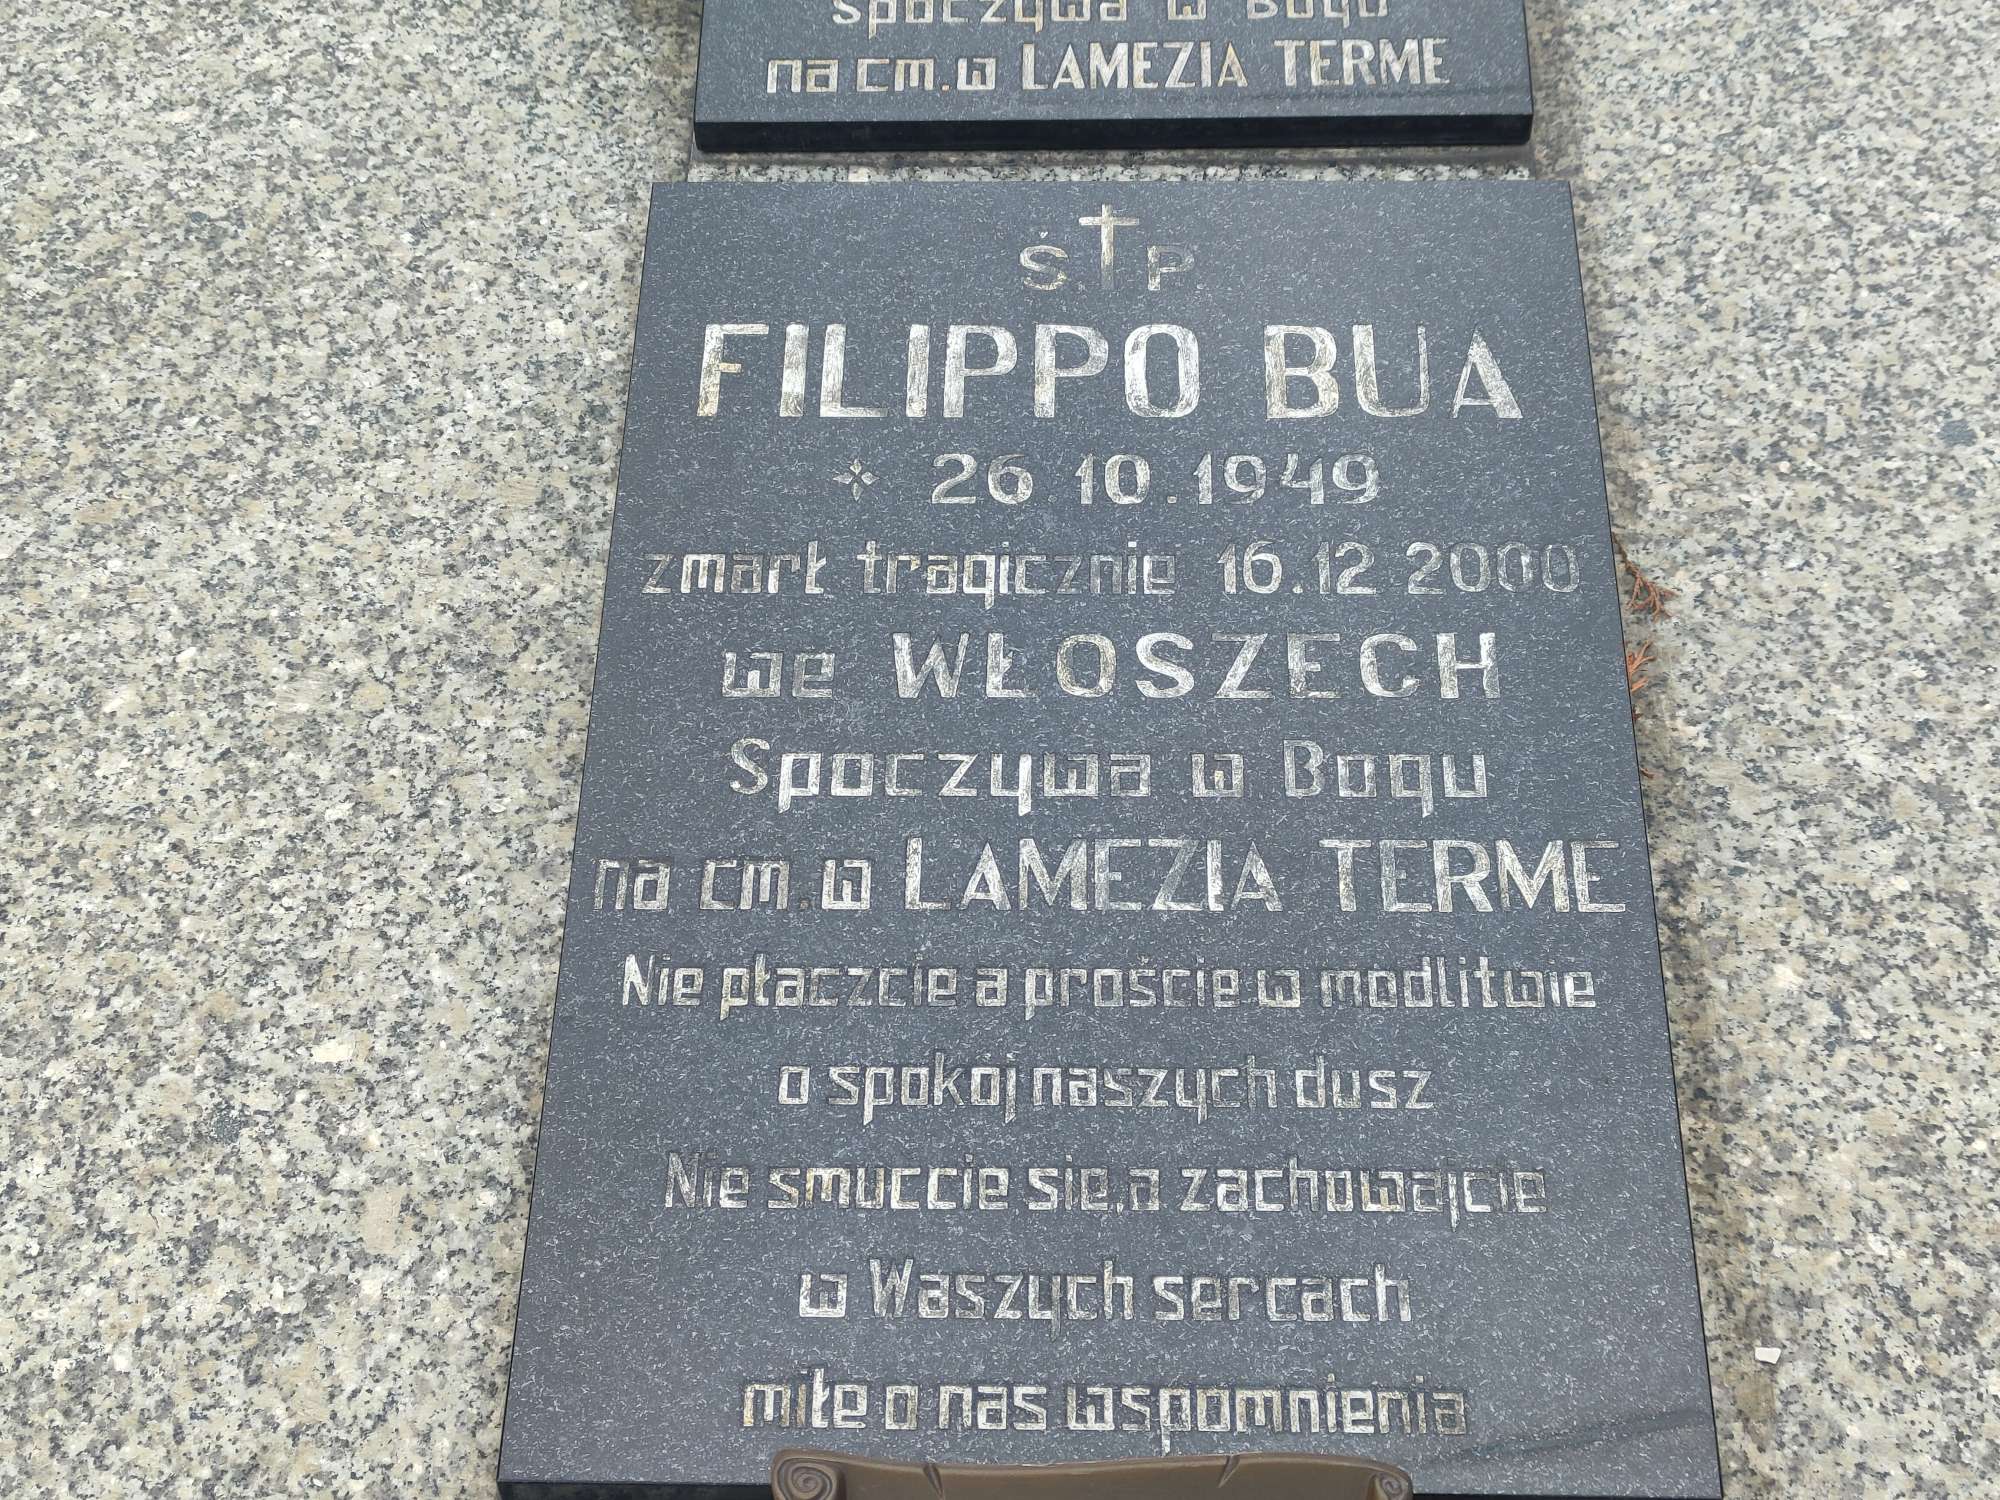 Spoczywa w Bogu
na cm. w LAMEZIA TERME
Ś P
FILIPPO BUA
26.10.1949
zmarł tragicznie 16.12 2000
we WŁOSZECH
Spoczywa w Bogu
na cm. w LAMEZIA TERME
Nie płaczcie a proście w modlitwie
o spokoj naszych dusz
Nie smuccie się, a zachowajcie
w Waszych sercach
miłe o nas wspomnienia